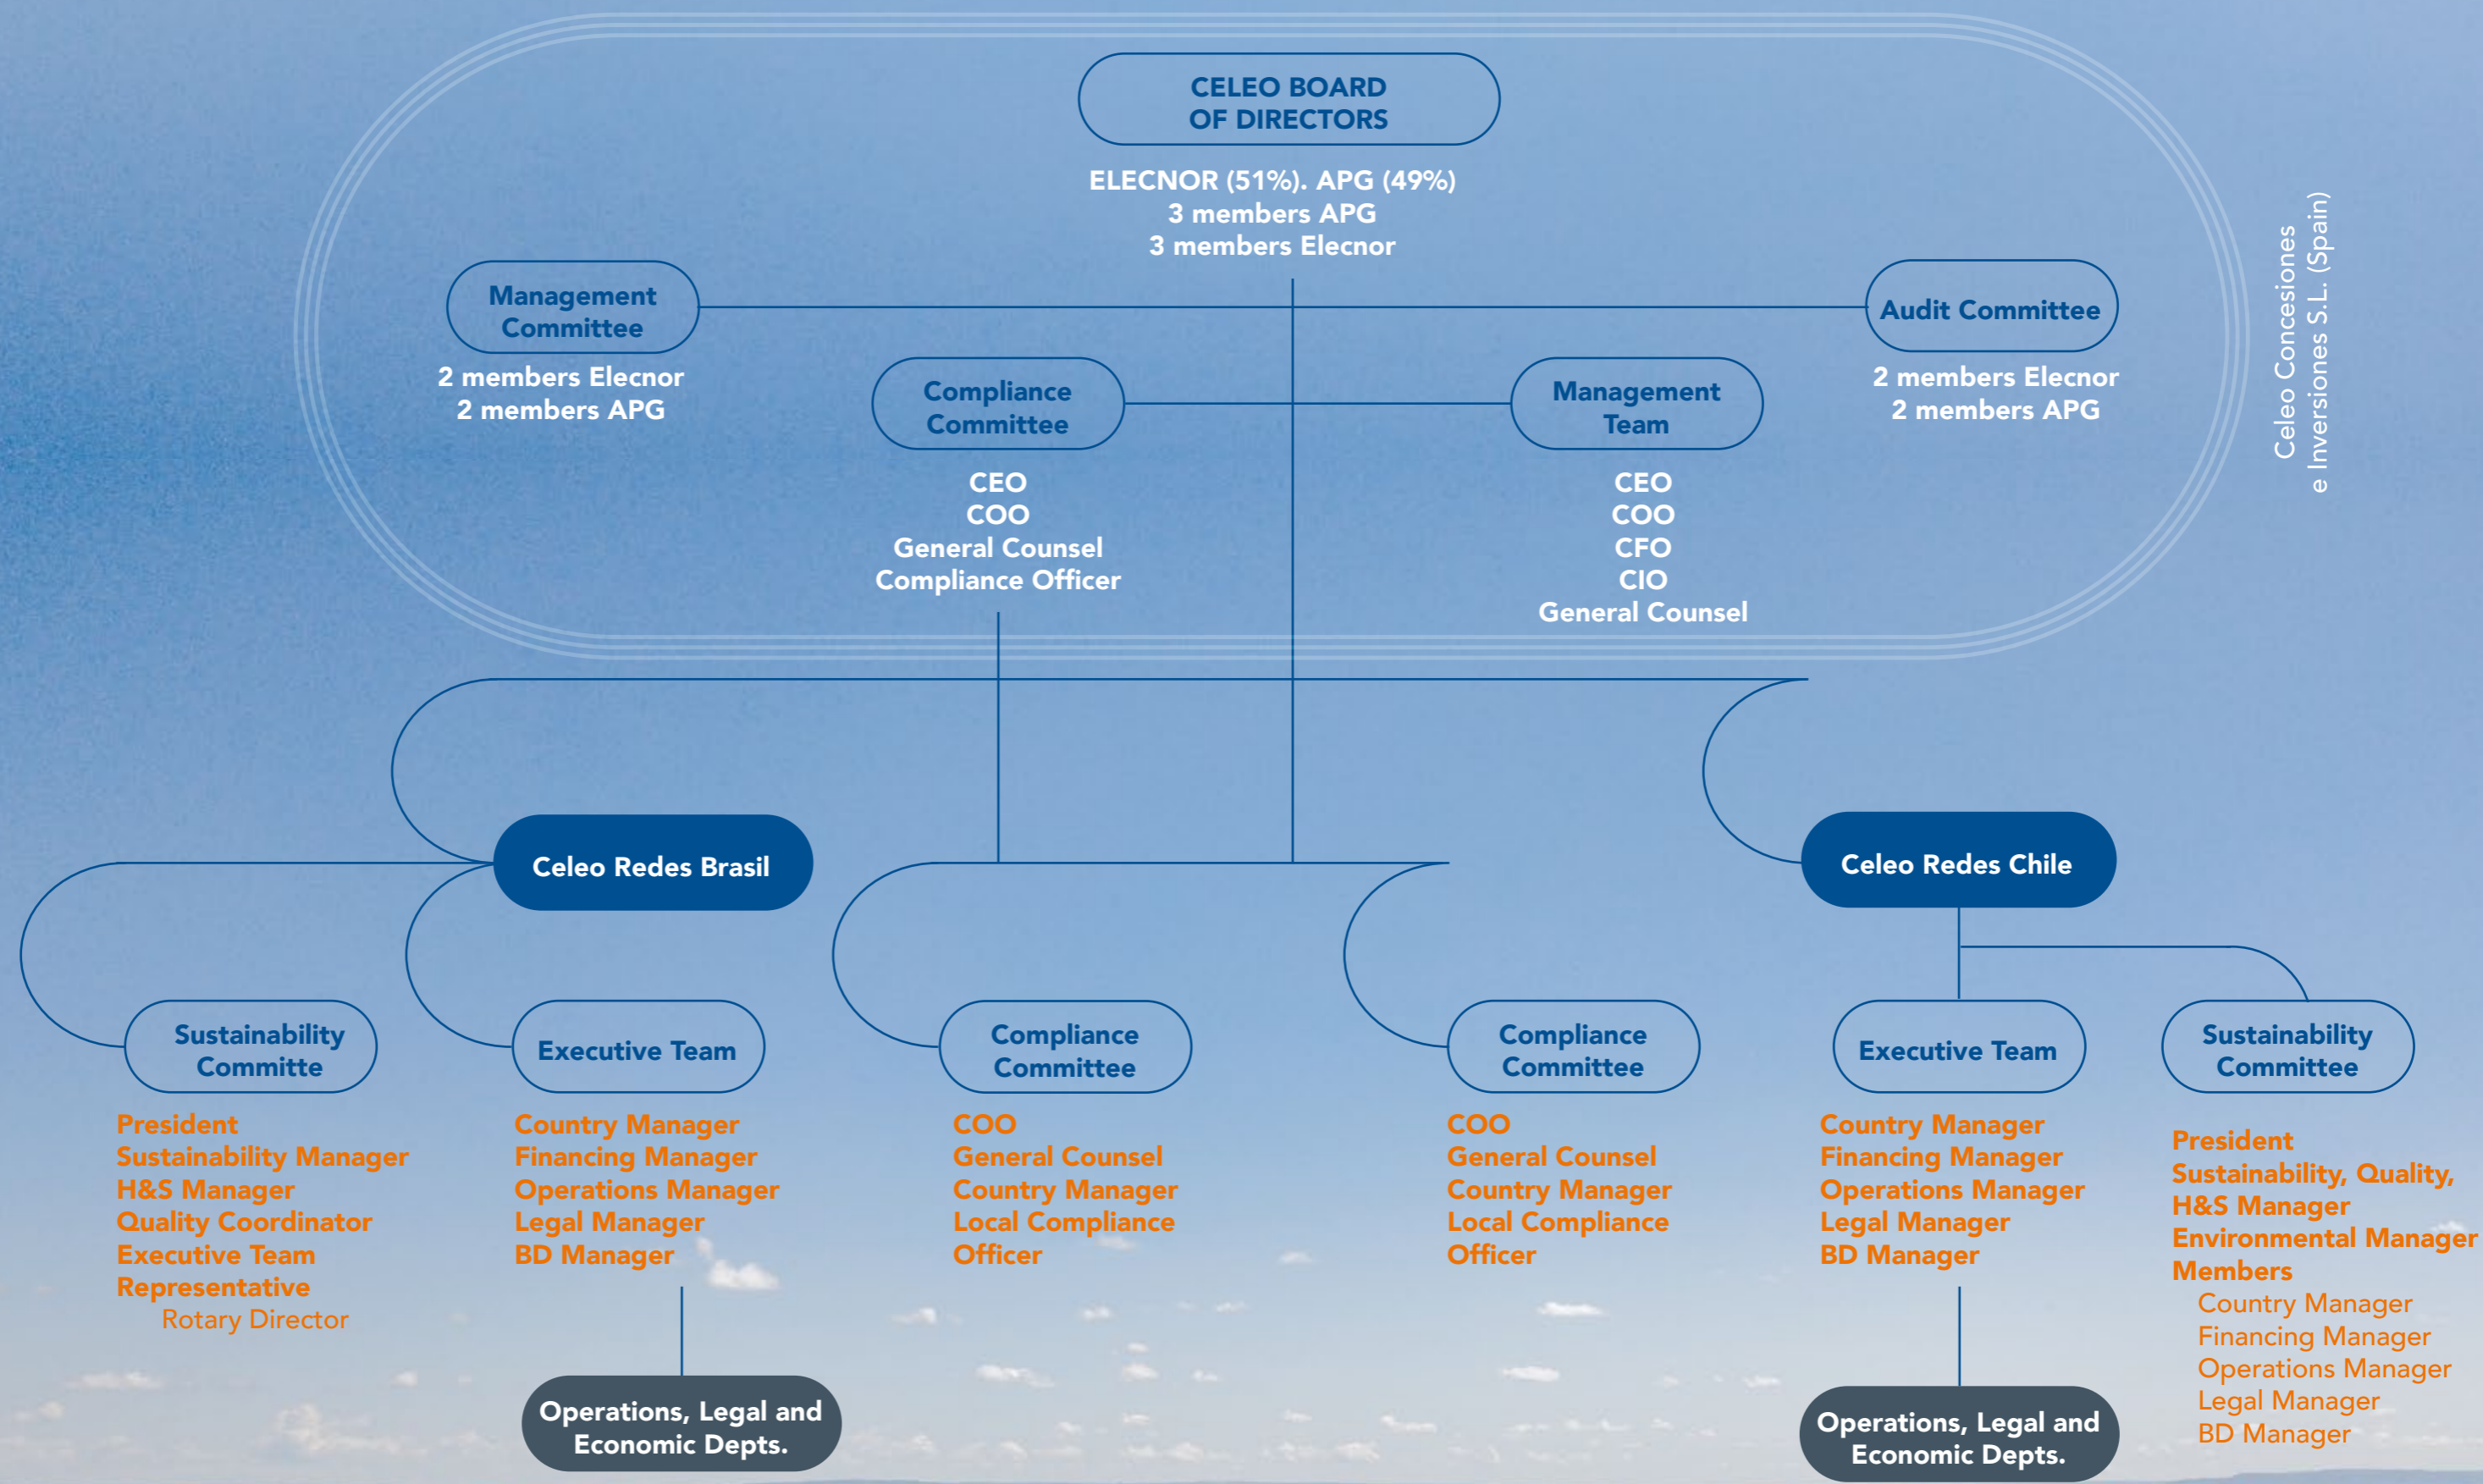 CELEO BOARD
OF DIRECTORS
ELECNOR (51%). APG (49%)
3 members APG
3 members Elecnor
Management
Committee
2 members Elecnor
2 members APG
Audit Committee
2 members Elecnor
2 members APG
Compliance
Committee
CEO
COO
General Counsel
Compliance Officer
Management
Team
CEO
COO
CFO
CIO
General Counsel
Celeo Concesiones
e Inversiones S.L. (Spain)
Celeo Redes Brasil
Celeo Redes Chile
Sustainability
Committe
President
Sustainability Manager
H&S Manager
Quality Coordinator
Executive Team
Representative
Rotary Director
Executive Team
Country Manager
Financing Manager
Operations Manager
Legal Manager
BD Manager
Operations, Legal and
Economic Depts.
Compliance
Committee
COO
General Counsel
Country Manager
Local Compliance
Officer
Compliance
Committee
COO
General Counsel
Country Manager
Local Compliance
Officer
Executive Team
Country Manager
Financing Manager
Operations Manager
Legal Manager
BD Manager
Operations, Legal and
Economic Depts.
Sustainability
Committee
President
Sustainability, Quality,
H&S Manager
Environmental Manager
Members
Country Manager
Financing Manager
Operations Manager
Legal Manager
BD Manager